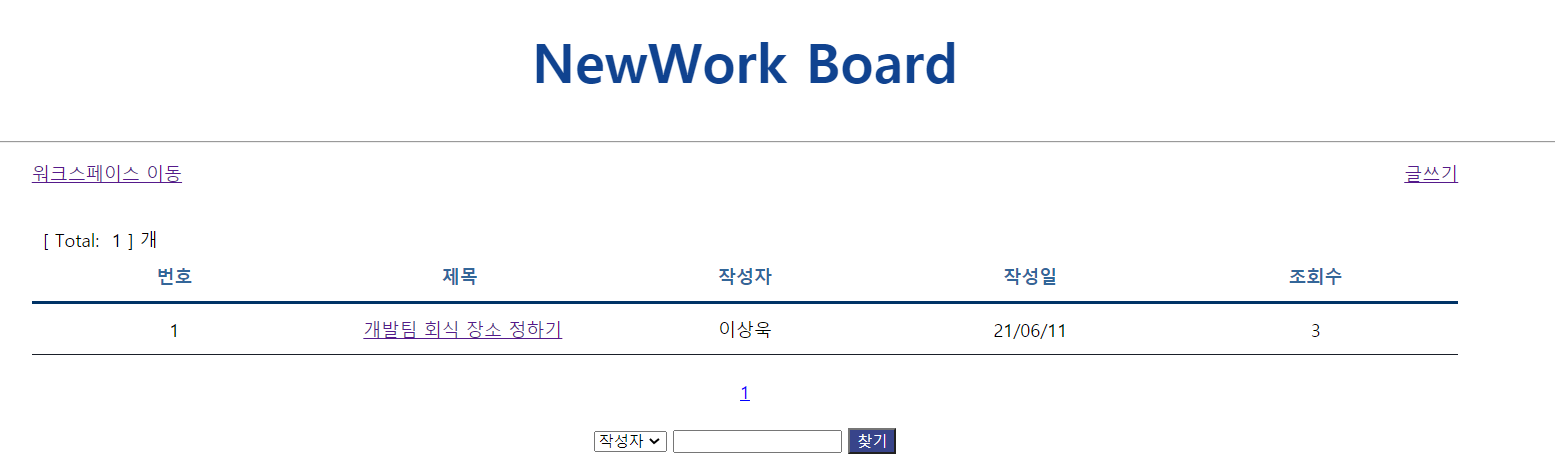 NewWork Board
워크스페이스 이동 글쓰기
[ Total: 1 ] 개
번호 제목 작성자 작성일 조회수
1 개발팀 회식 장소 정하기 이상욱 21/06/11 3
1
작성자 찾기